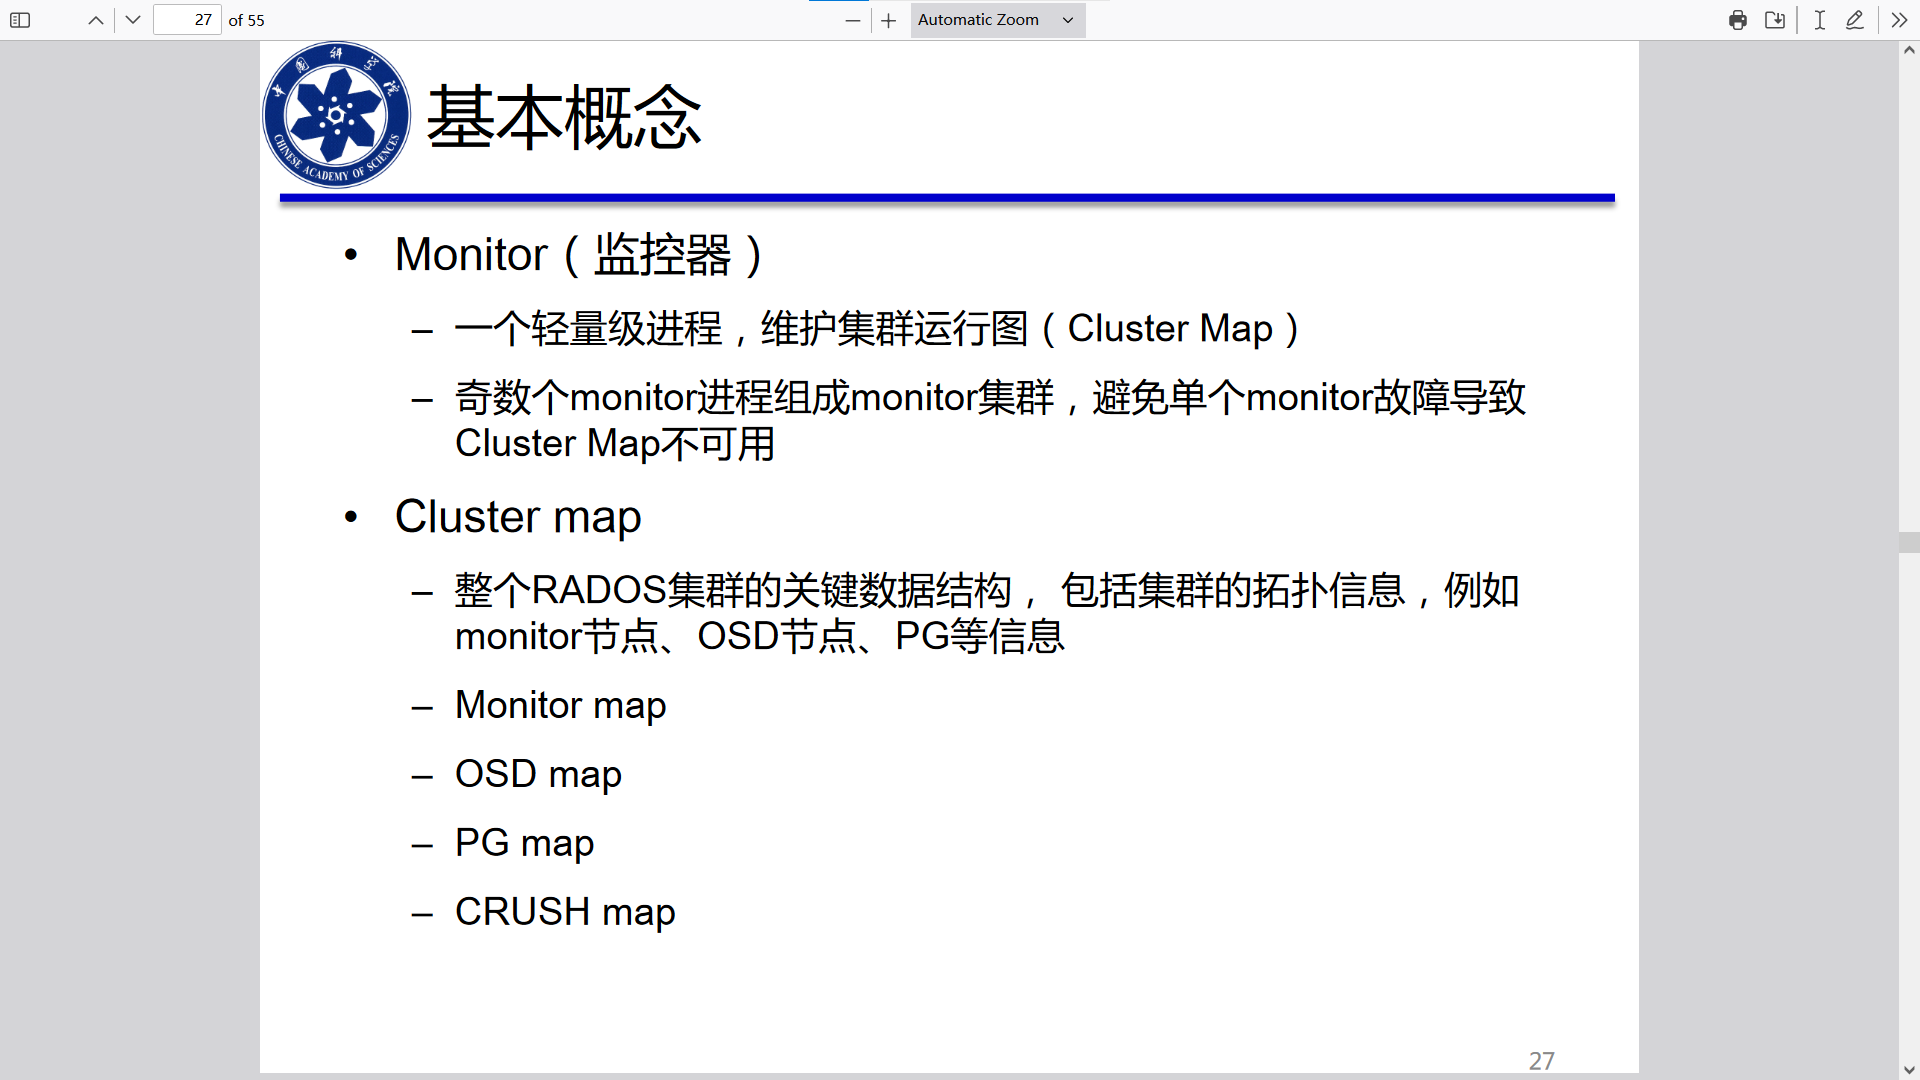 27 of 55
Automatic Zoom
中国科学院
CHINESE ACADEMY OF SCIENCES
基本概念
• Monitor（监控器）
– 一个轻量级进程，维护集群运行图（Cluster Map）
– 奇数个monitor进程组成monitor集群，避免单个monitor故障导致
Cluster Map不可用
• Cluster map
– 整个RADOS集群的关键数据结构， 包括集群的拓扑信息，例如
monitor节点、OSD节点、PG等信息
– Monitor map
– OSD map
– PG map
– CRUSH map
27